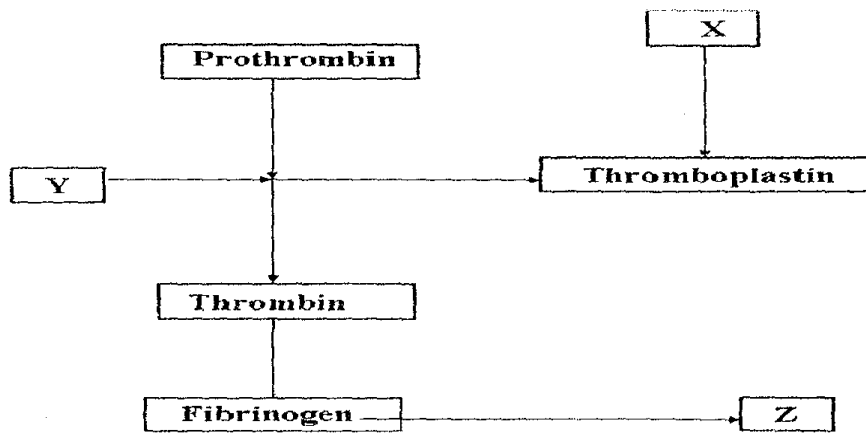 X
Prothrombin
Y
Thromboplastin
Thrombin
Fibrinogen
Z